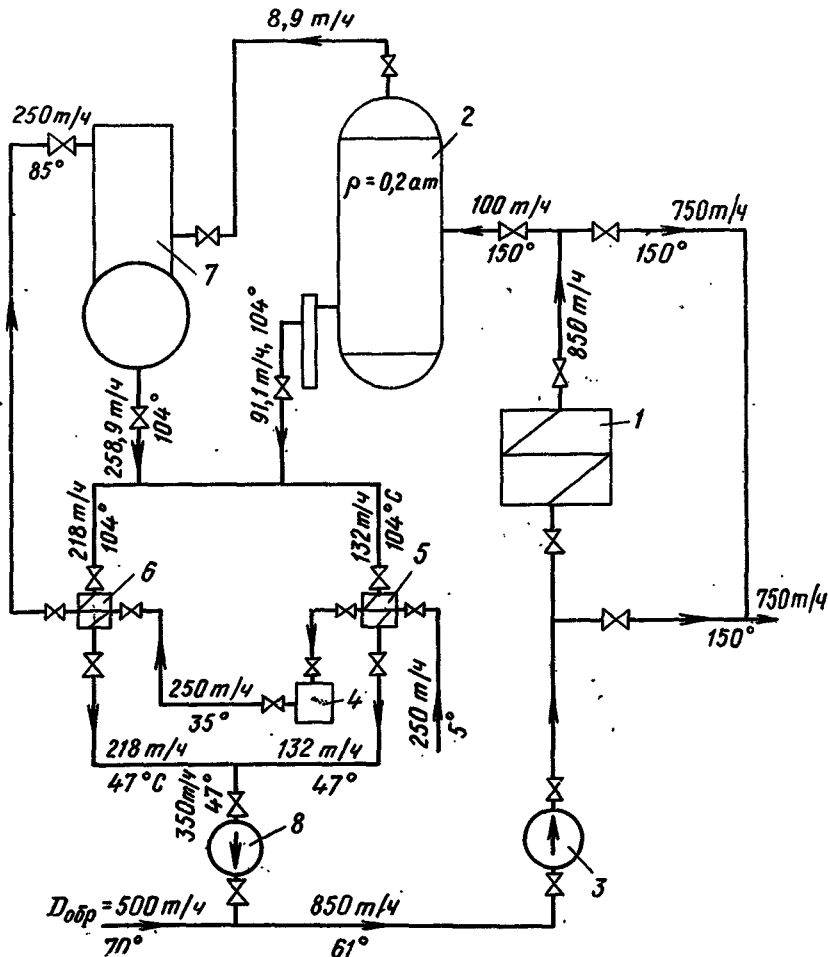 8,9 т/ч
250 т/ч
85°
2
ρ = 0,2 ат
100 т/ч
150°
750 т/ч
150°
7
850 т/ч
91,1 т/ч, 104°
258,9 т/ч
104°
1
218 т/ч
104°
132 т/ч
104°С
6
5
750 т/ч
150°
250 т/ч
35°
4
250 т/ч
5°
218 т/ч
47°С
132 т/ч
47°
350 т/ч
47°
8
3
Dобр = 500 т/ч
70°
850 т/ч
61°